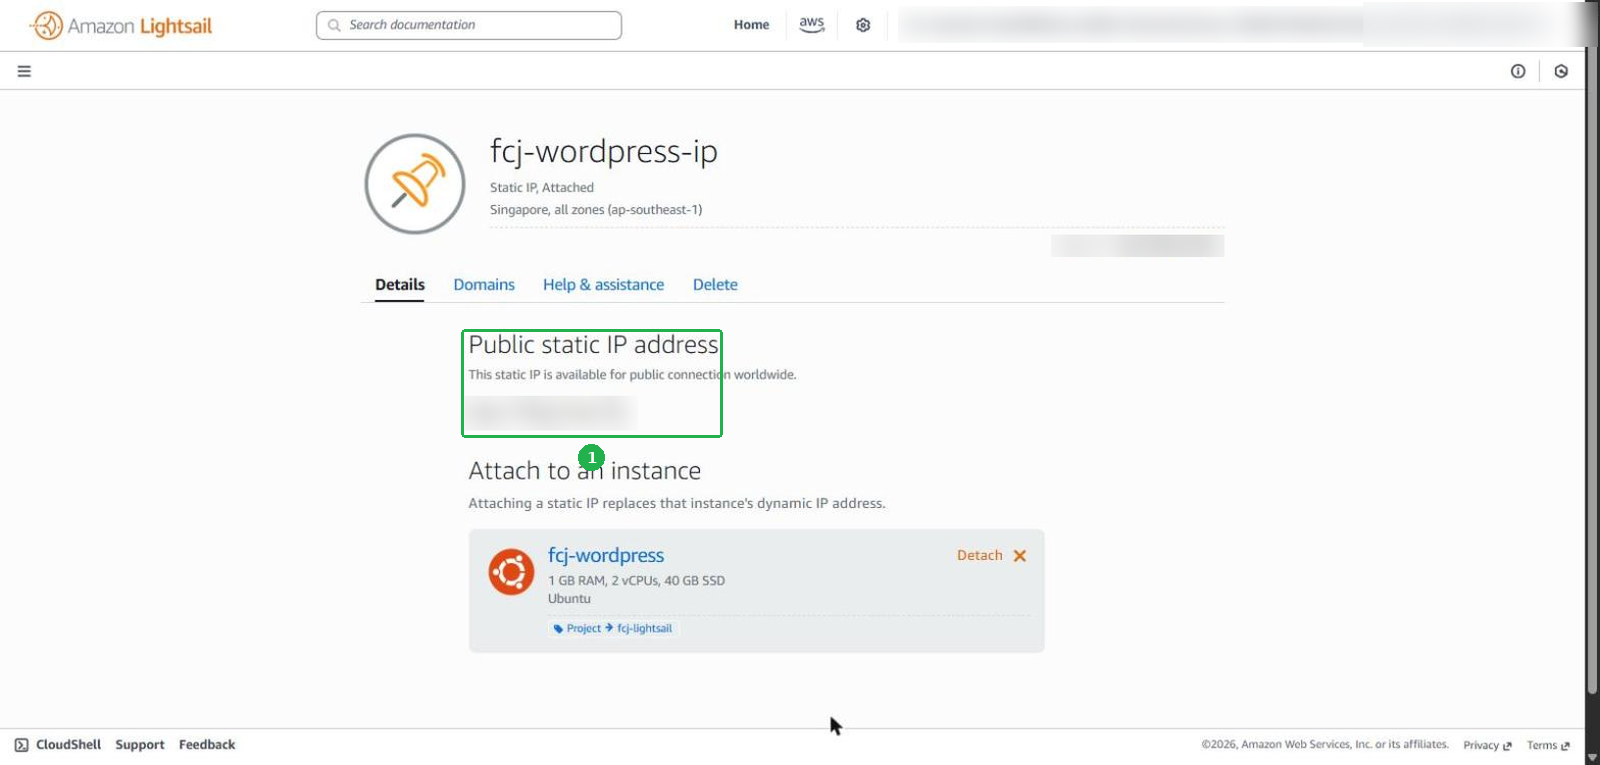 Amazon Lightsail
Search documentation
Home
aws
fcj-wordpress-ip
Static IP, Attached
Singapore, all zones (ap-southeast-1)
Details
Domains
Help & assistance
Delete
Public static IP address
This static IP is available for public connection worldwide.
1
Attach to an instance
Attaching a static IP replaces that instance's dynamic IP address.
fcj-wordpress
Detach
1 GB RAM, 2 vCPUs, 40 GB SSD
Ubuntu
Project → fcj-lightsail
CloudShell
Support
Feedback
©2026, Amazon Web Services, Inc. or its affiliates.
Privacy
Terms